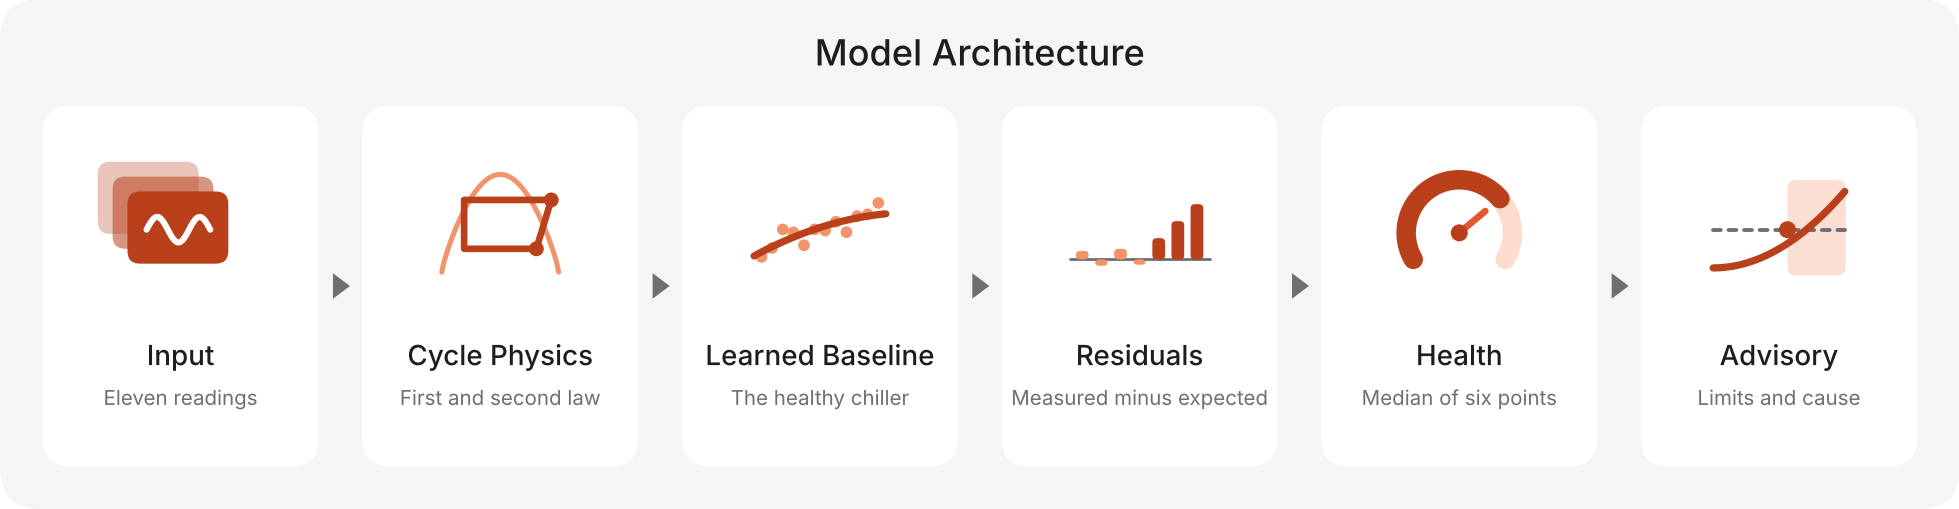 Model Architecture
Input
Eleven readings
Cycle Physics
First and second law
Learned Baseline
The healthy chiller
Residuals
Measured minus expected
Health
Median of six points
Advisory
Limits and cause